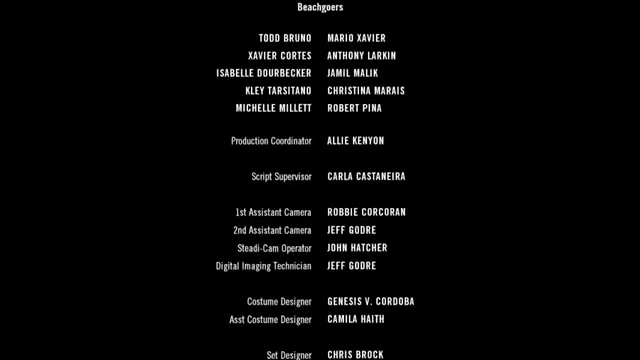 Beachgoers
TODD BRUNO MARIO XAVIER
XAVIER CORTES ANTHONY LARKIN
ISABELLE DOURBECKER JAMIL MALIK
KLEY TARSITANO CHRISTINA MARAIS
MICHELLE MILLETT ROBERT PINA
Production Coordinator ALLIE KENYON
Script Supervisor CARLA CASTANEIRA
1st Assistant Camera ROBBIE CORCORAN
2nd Assistant Camera JEFF GODRE
Steadi-Cam Operator JOHN HATCHER
Digital Imaging Technician JEFF GODRE
Costume Designer GENESIS V. CORDOBA
Asst Costume Designer CAMILA HAITH
Set Designer CHRIS BROCK